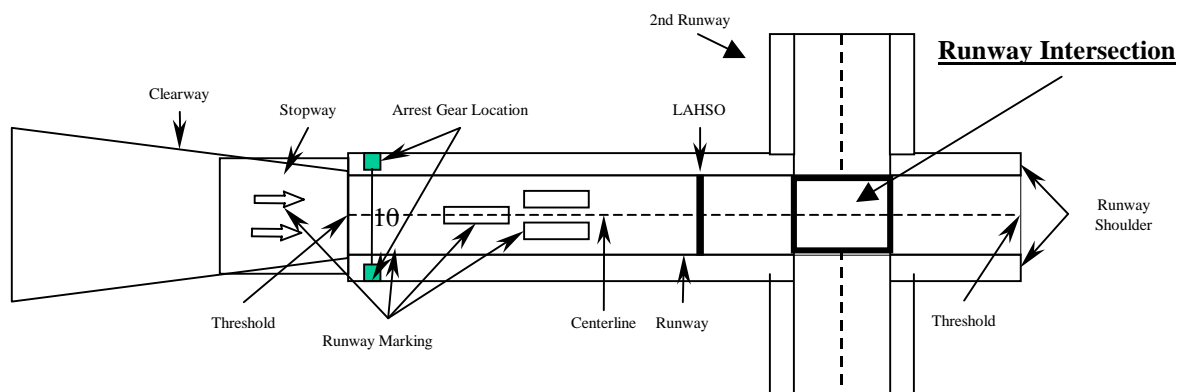 2nd Runway
Runway Intersection
Clearway
Stopway
Arrest Gear Location
LAHSO
10
Runway
Shoulder
Threshold
Runway Marking
Centerline
Runway
Threshold